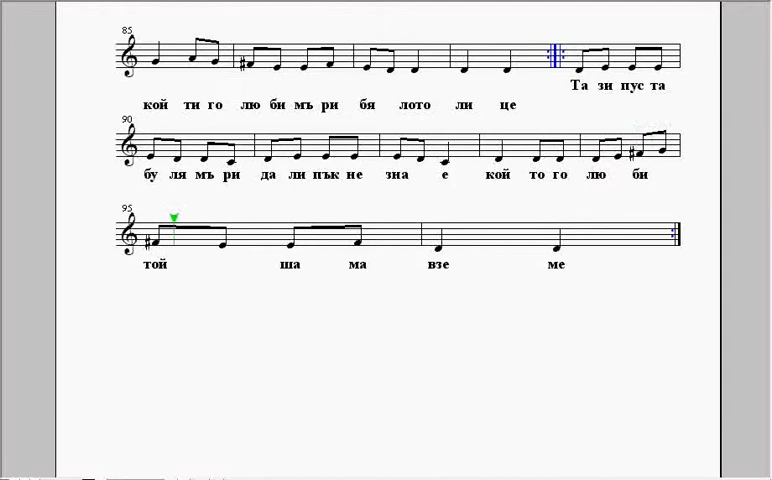 85
Та зи пус та
кой ти го лю би мъ ри бя лото ли це
90
бу ля мъ ри да ли пък не зна е кой то го лю би
95
той ша ма взе ме